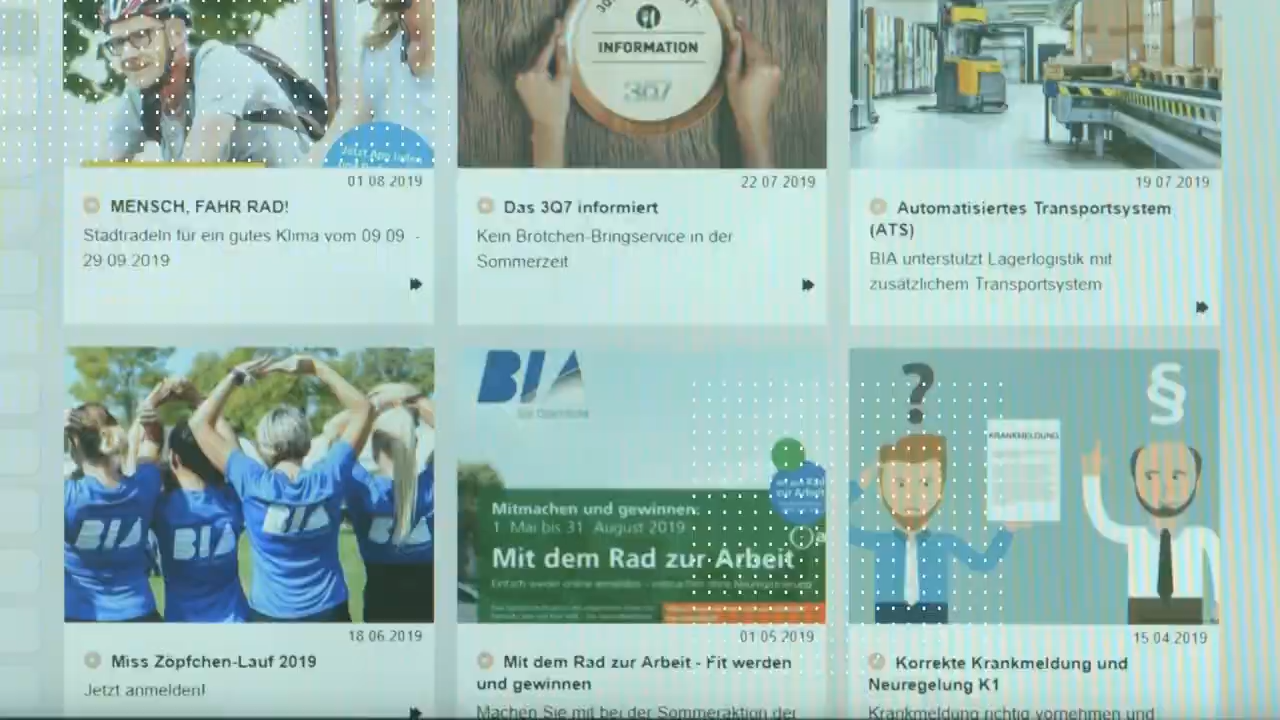 INFORMATION
3Q7
01 08 2019
MENSCH, FAHR RAD!
Stadtradeln für ein gutes Klima vom 09 09 -
29 09 2019
22 07 2019
Das 3Q7 informiert
Kein Brötchen-Bringservice in der
Sommerzeit
19 07 2019
Automatisiertes Transportsystem
(ATS)
BIA unterstützt Lagerlogistik mit
zusätzlichem Transportsystem
BIA
BIA
BIA
BIA
18 06 2019
Miss Zöpfchen-Lauf 2019
Jetzt anmelden!
BIA
Mitmachen und gewinnen:
1. Mai bis 31. August 2019
Mit dem Rad zur Arbeit
01 05 2019
Mit dem Rad zur Arbeit - Fit werden
und gewinnen
Machen Sie mit bei der Sommeraktion der
?
§
KRANKMELDUNG
15 04 2019
Korrekte Krankmeldung und
Neuregelung K1
Krankmeldung richtig vornehmen und